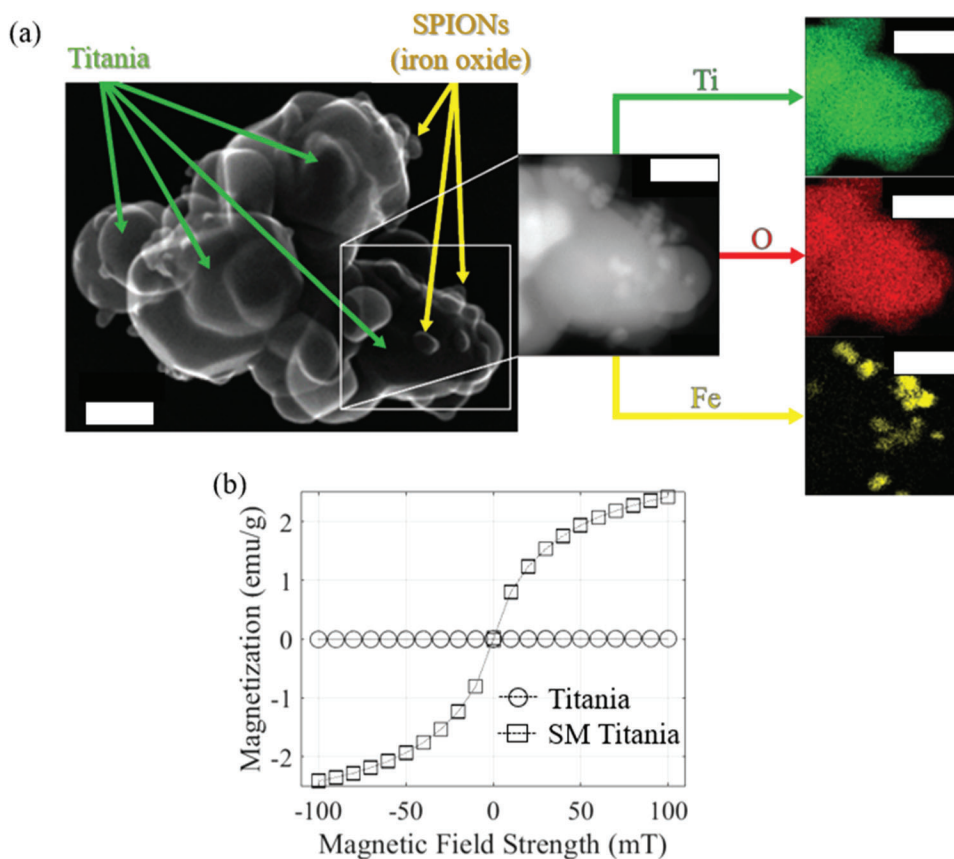 (a)
Titania
SPIONs
(iron oxide)
Ti
O
Fe
(b)
Magnetization (emu/g)
2
1
0
-1
-2
Titania
SM Titania
-100
-50
0
50
100
Magnetic Field Strength (mT)